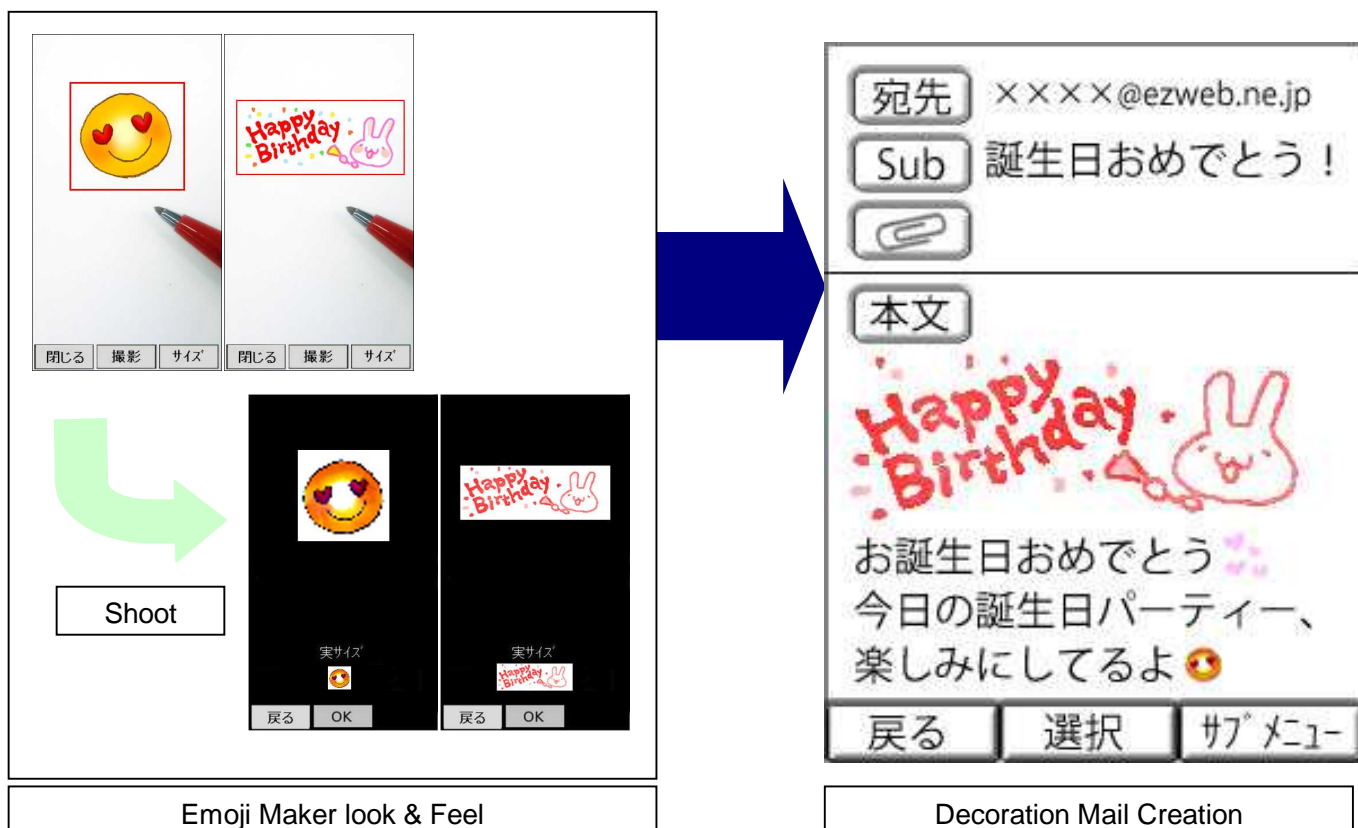 Happy
Birthday
閉じる 撮影 サイズ
閉じる 撮影 サイズ
Happy
Birthday
Shoot
実サイズ
戻る OK
実サイズ
Happy
Birthday
戻る OK
Emoji Maker look & Feel
宛先 ××××@ezweb.ne.jp
Sub 誕生日おめでとう！
本文
Happy
Birthday
お誕生日おめでとう
今日の誕生日パーティー、
楽しみにしてるよ
戻る 選択 ｻﾌﾞﾒﾆｭｰ
Decoration Mail Creation